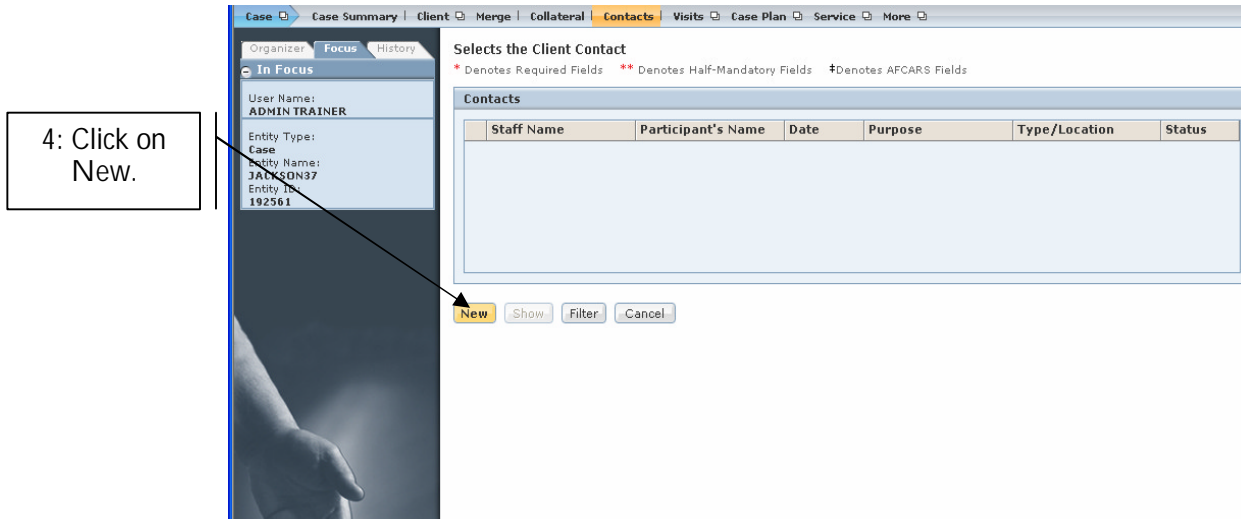 Case Case Summary | Client Merge | Collateral | Contacts | Visits Case Plan Service More
Organizer Focus History
In Focus
User Name:
ADMIN TRAINER
Entity Type:
Case
Entity Name:
JACKSON37
Entity ID:
192561
4: Click on
New.
Selects the Client Contact
* Denotes Required Fields ** Denotes Half-Mandatory Fields ‡Denotes AFCARS Fields
Contacts
Staff Name Participant's Name Date Purpose Type/Location Status
New Show Filter Cancel